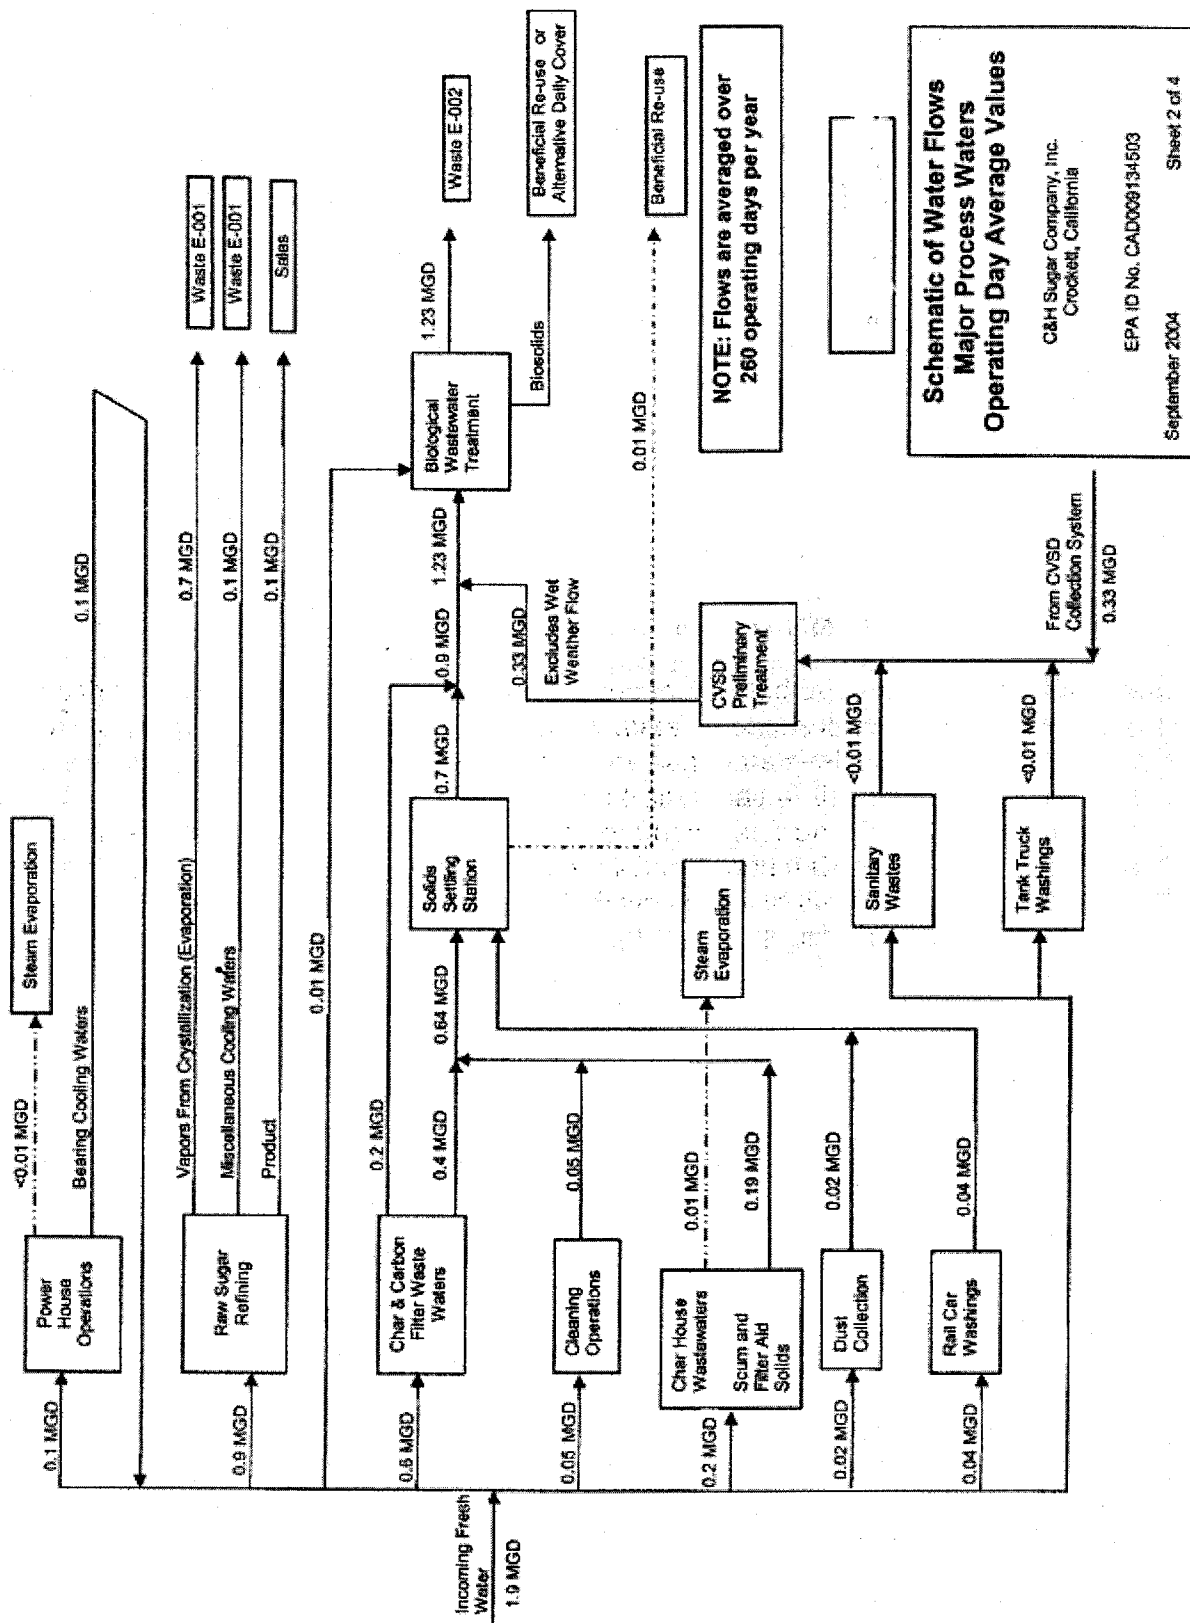 <0.01 MGD
Steam Evaporation
0.1 MGD
Power
House
Operations
Bearing Cooling Waters
0.1 MGD
Vapors From Crystallization (Evaporation)
0.7 MGD
Waste E-001
0.9 MGD
Raw Sugar
Refining
Miscellaneous Cooling Waters
0.1 MGD
Waste E-001
Product
0.1 MGD
Sales
0.01 MGD
0.2 MGD
0.6 MGD
Char & Carbon
Filter Waste
Waters
0.4 MGD
0.64 MGD
Solids
Settling
Station
0.7 MGD
0.9 MGD
1.23 MGD
Biological
Wastewater
Treatment
1.23 MGD
Waste E-002
Biosolids
Beneficial Re-use or
Alternative Daily Cover
Incoming Fresh
Water
1.9 MGD
0.33 MGD
Excludes Wet
Weather Flow
0.05 MGD
Cleaning
Operations
0.05 MGD
0.01 MGD
Beneficial Re-use
0.2 MGD
Char House
Wastewaters
Scum and
Filter Aid
Solids
0.01 MGD
Steam
Evaporation
0.19 MGD
CVSD
Preliminary
Treatment
0.02 MGD
Dust
Collection
0.02 MGD
Sanitary
Wastes
<0.01 MGD
0.04 MGD
Rail Car
Washings
0.04 MGD
Tank Truck
Washings
<0.01 MGD
From CVSD
Collection System
0.33 MGD
NOTE: Flows are averaged over
260 operating days per year
Schematic of Water Flows
Major Process Waters
Operating Day Average Values
C&H Sugar Company, Inc.
Crockett, California
EPA ID No. CAD009134503
September 2004
Sheet 2 of 4